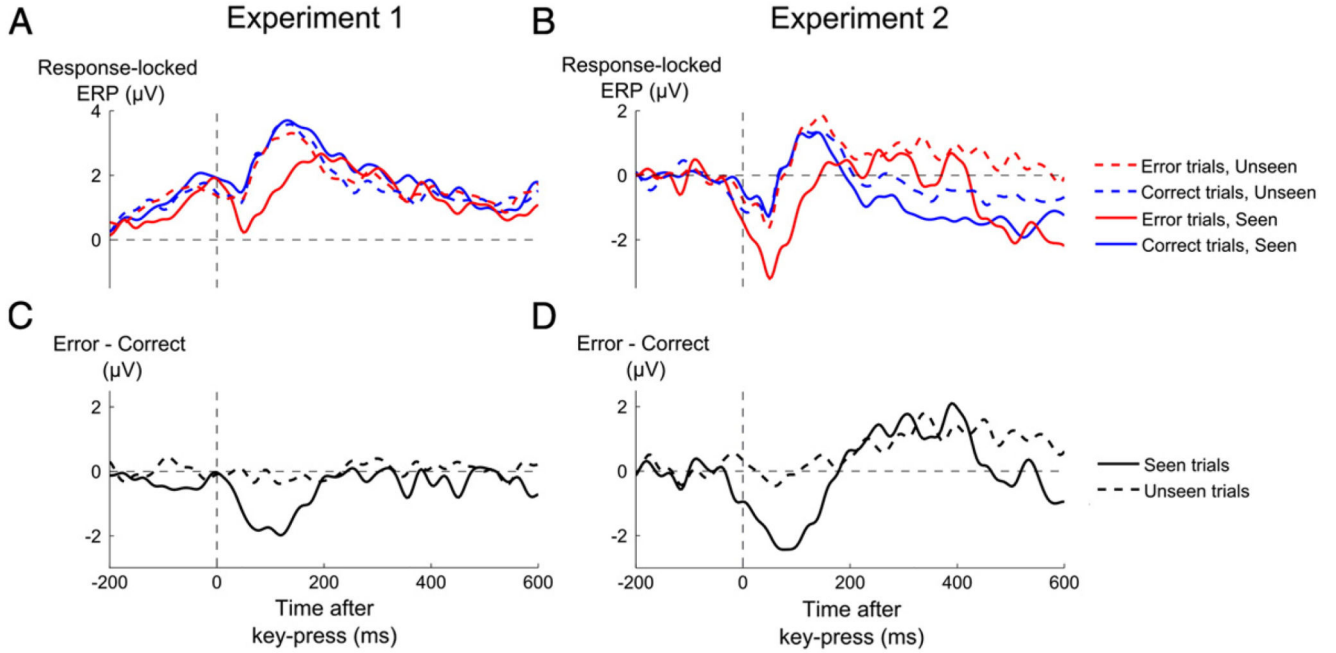 A
Experiment 1
B
Experiment 2
Response-locked
ERP (µV)
4
2
0
Response-locked
ERP (µV)
2
0
-2
Error trials, Unseen
Correct trials, Unseen
Error trials, Seen
Correct trials, Seen
C
Error - Correct
(µV)
2
0
-2
-200
0
200
400
600
Time after
key-press (ms)
D
Error - Correct
(µV)
2
0
-2
-200
0
200
400
600
Time after
key-press (ms)
Seen trials
Unseen trials